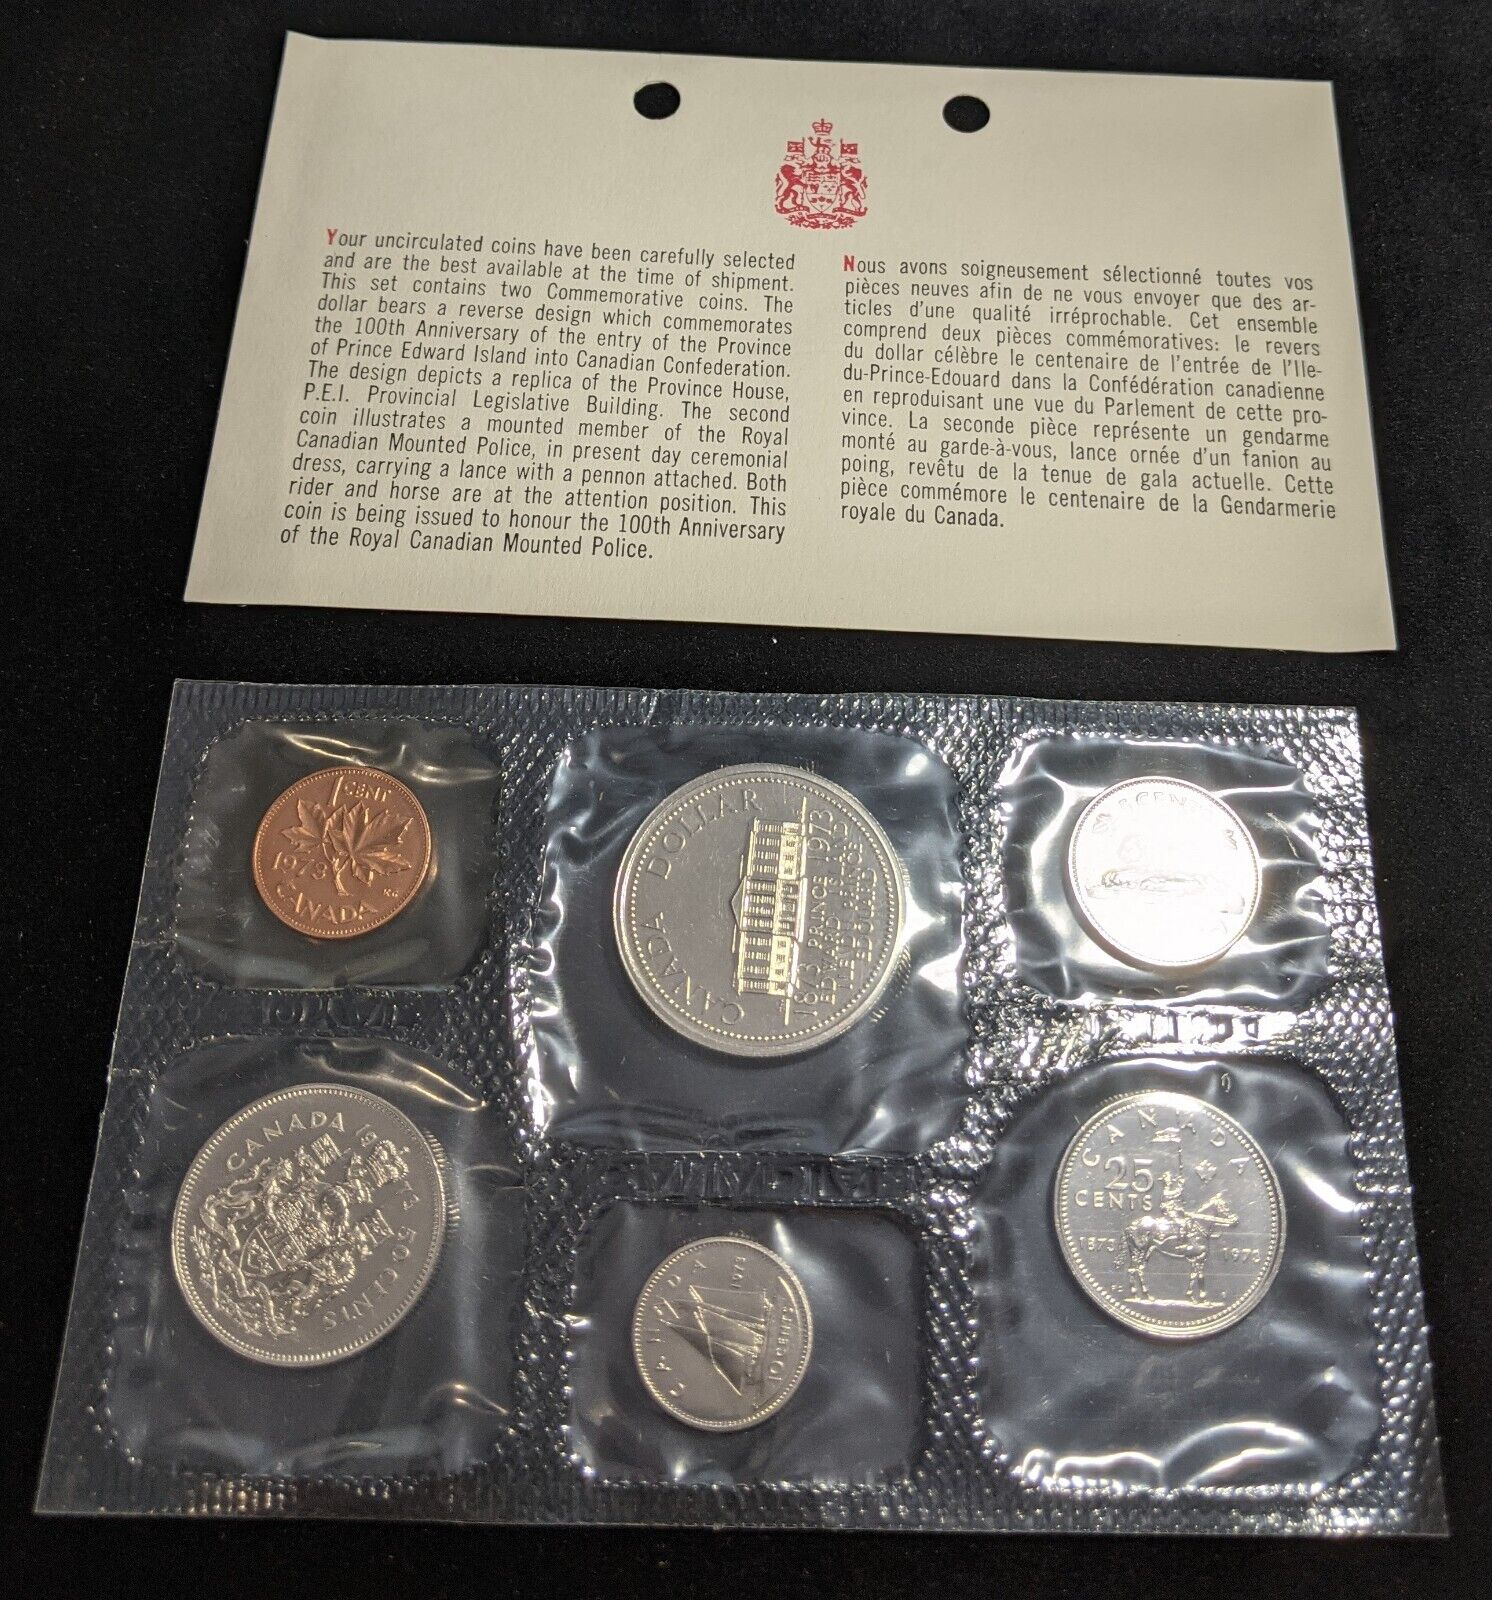 Your uncirculated coins have been carefully selected
and are the best available at the time of shipment.
This set contains two Commemorative coins. The
dollar bears a reverse design which commemorates
the 100th Anniversary of the entry of the Province
of Prince Edward Island into Canadian Confederation.
The design depicts a replica of the Province House,
P.E.I. Provincial Legislative Building. The second
coin illustrates a mounted member of the Royal
Canadian Mounted Police, in present day ceremonial
dress, carrying a lance with a pennon attached. Both
rider and horse are at the attention position. This
coin is being issued to honour the 100th Anniversary
of the Royal Canadian Mounted Police.
Nous avons soigneusement sélectionné toutes vos
pièces neuves afin de ne vous envoyer que des ar-
ticles d'une qualité irréprochable. Cet ensemble
comprend deux pièces commémoratives: le revers
du dollar célèbre le centenaire de l'entrée de l'Ile-
du-Prince-Edouard dans la Confédération canadienne
en reproduisant une vue du Parlement de cette pro-
vince. La seconde pièce représente un gendarme
monté au garde-à-vous, lance ornée d'un fanion au
poing, revêtu de la tenue de gala actuelle. Cette
pièce commémore le centenaire de la Gendarmerie
royale du Canada.
1 CENT
1973
KG
CANADA
CANADA DOLLAR
1873 PRINCE 1973
EDWARD ISLAND
ILE DU PRINCE
EDOUARD
5 CENTS
CANADA 1973
50 CENTS
CANADA
1973
10 CENTS
CANADA
25
CENTS
1873 1973